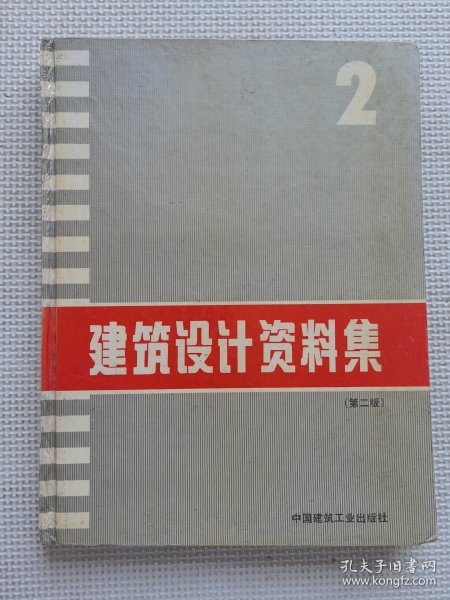 2
建筑设计资料集
(第二版)
中国建筑工业出版社
孔夫子旧书网
www.kongfz.com